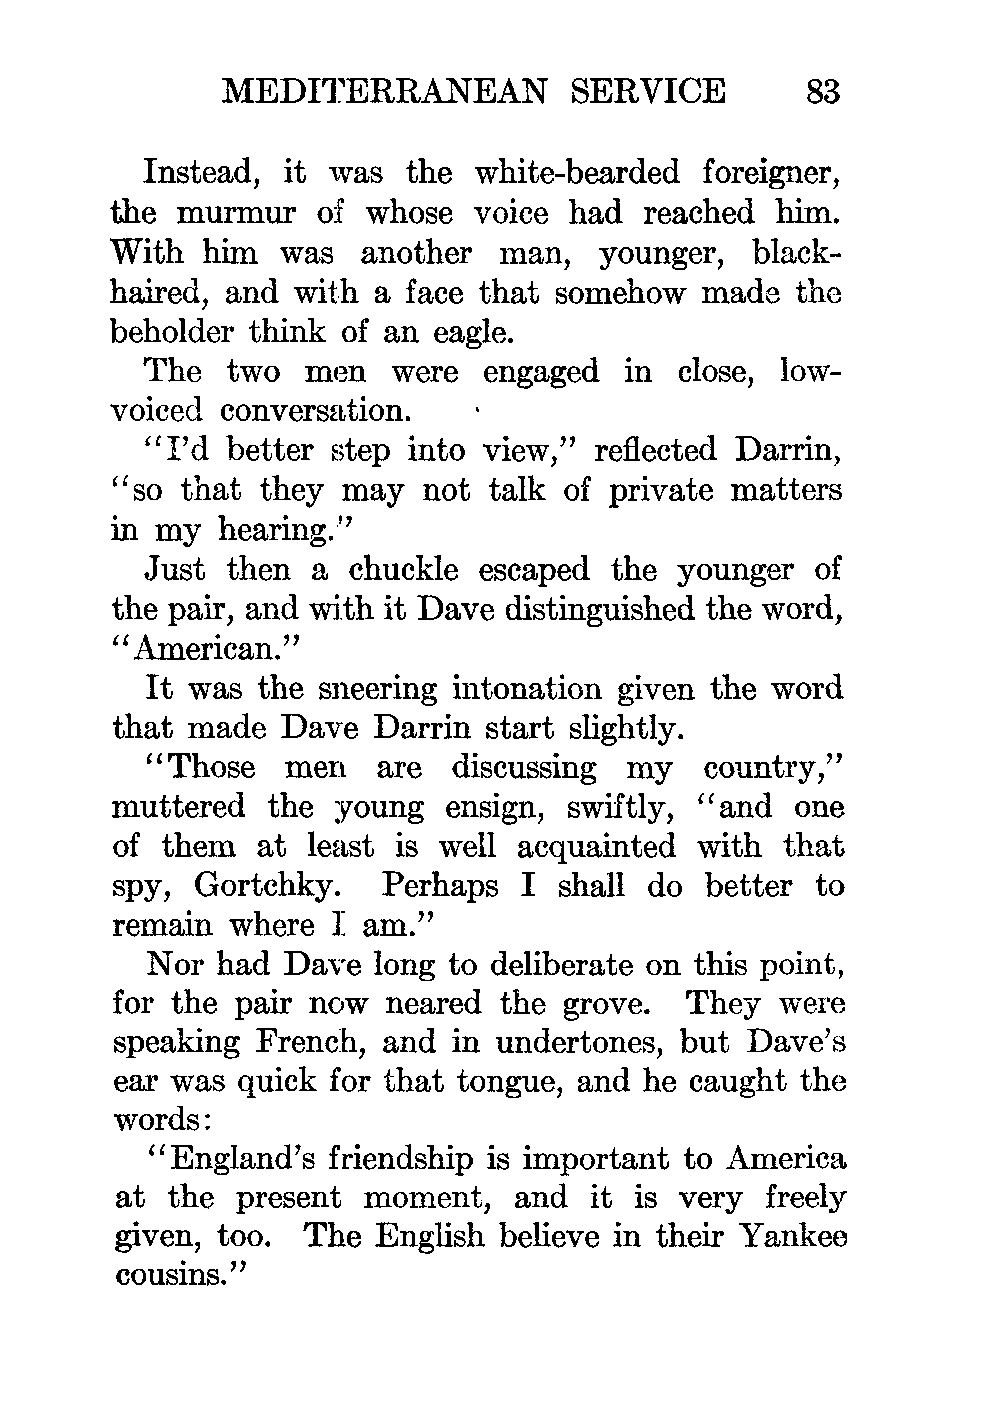 MEDITERRANEAN SERVICE 83
Instead, it was the white-bearded foreigner,
the murmur of whose voice had reached him.
With him was another man, younger, black-
haired, and with a face that somehow made the
beholder think of an eagle.
The two men were engaged in close, low-
voiced conversation.
"I'd better step into view," reflected Darrin,
"so that they may not talk of private matters
in my hearing."
Just then a chuckle escaped the younger of
the pair, and with it Dave distinguished the word,
"American."
It was the sneering intonation given the word
that made Dave Darrin start slightly.
"Those men are discussing my country,"
muttered the young ensign, swiftly, "and one
of them at least is well acquainted with that
spy, Gortchky. Perhaps I shall do better to
remain where I am."
Nor had Dave long to deliberate on this point,
for the pair now neared the grove. They were
speaking French, and in undertones, but Dave's
ear was quick for that tongue, and he caught the
words:
"England's friendship is important to America
at the present moment, and it is very freely
given, too. The English believe in their Yankee
cousins."